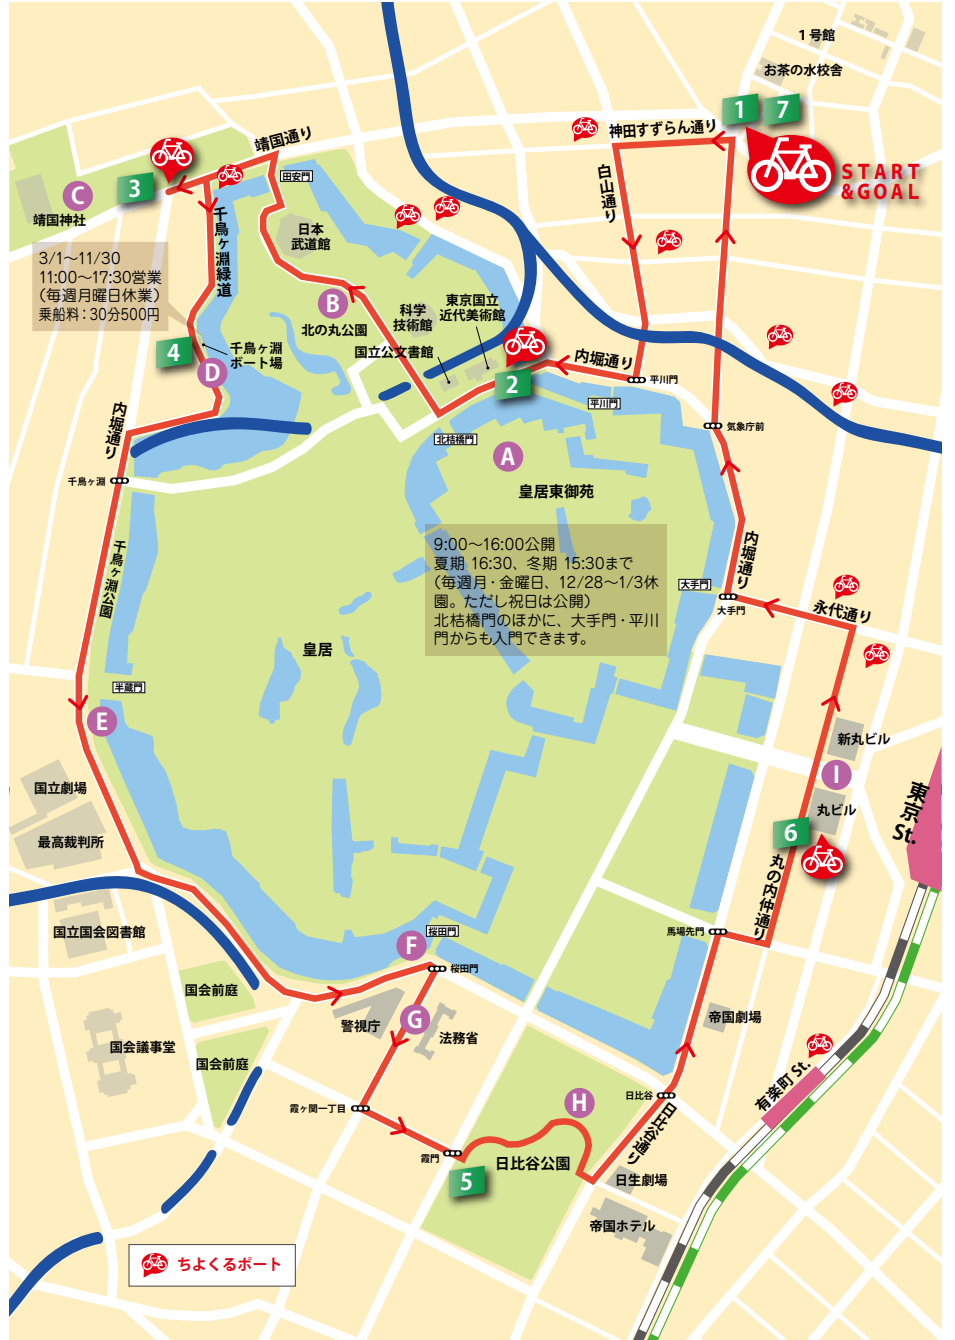 1号館
お茶の水校舎
1
7
神田すずらん通り
START
&GOAL
靖国通り
白山通り
田安門
3
C
靖国神社
千鳥ヶ淵緑道
日本
武道館
3/1〜11/30
11:00〜17:30営業
(毎週月曜日休業)
乗船料:30分500円
B
北の丸公園
科学
技術館
東京国立
近代美術館
国立公文書館
4
千鳥ヶ淵
ボート場
D
2
内堀通り
平川門
平川門
気象庁前
内堀通り
北桔橋門
A
皇居東御苑
千鳥ヶ淵
9:00〜16:00公開
夏期 16:30、冬期 15:30まで
(毎週月・金曜日、12/28〜1/3休
園。ただし祝日は公開)
北桔橋門のほかに、大手門・平川
門からも入門できます。
内堀通り
千鳥ヶ淵公園
大手門
大手門
永代通り
皇居
半蔵門
E
新丸ビル
I
丸ビル
東京St.
国立劇場
最高裁判所
6
丸の内仲通り
国立国会図書館
F
桜田門
桜田門
馬場先門
国会前庭
警視庁
G
法務省
帝国劇場
国会議事堂
国会前庭
有楽町St.
霞ヶ関一丁目
H
日比谷
日比谷通り
霞門
5
日比谷公園
日生劇場
帝国ホテル
ちよくるポート